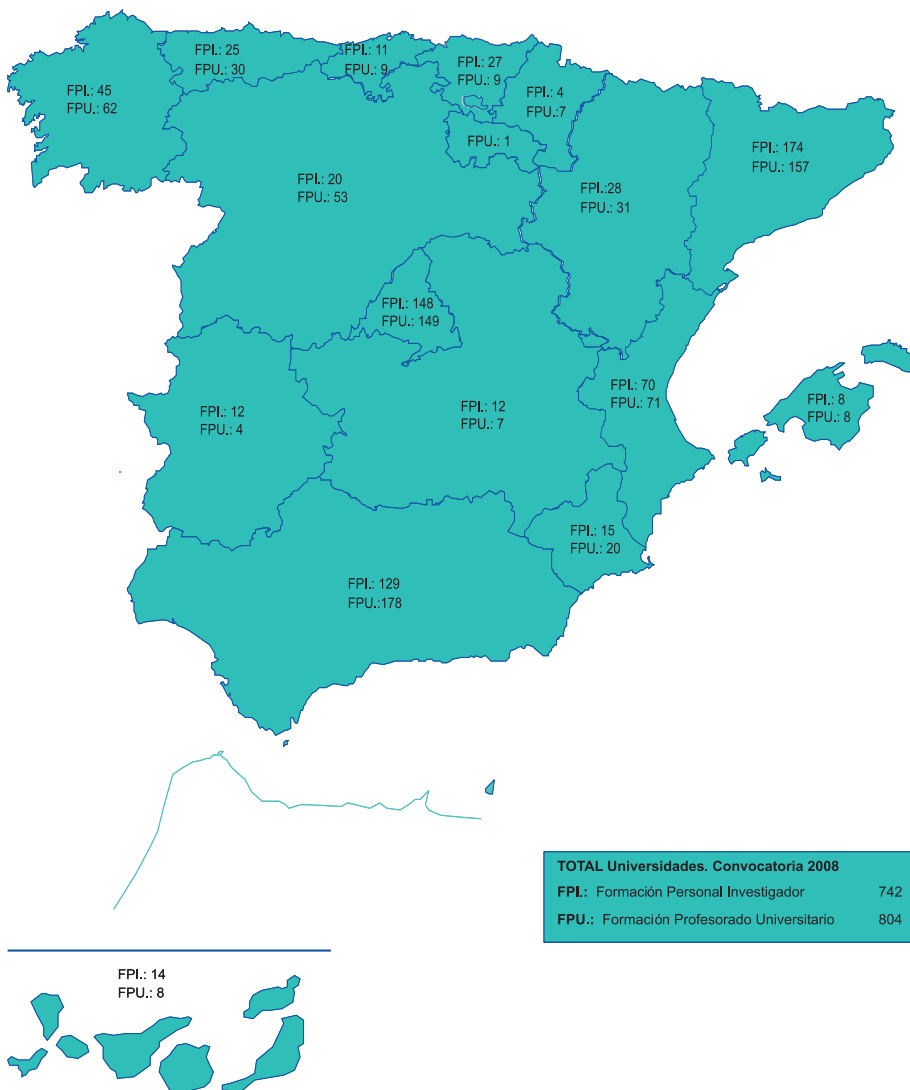 FPI.: 25
FPU.: 30
FPI.: 11
FPU.: 9
FPI.: 27
FPU.: 9
FPI.: 4
FPU.:7
FPI.: 45
FPU.: 62
FPU.: 1
FPI.: 174
FPU.: 157
FPI.: 20
FPU.: 53
FPI.:28
FPU.: 31
FPI.: 148
FPU.: 149
FPI.: 70
FPU.: 71
FPI.: 8
FPU.: 8
FPI.: 12
FPU.: 4
FPI.: 12
FPU.: 7
FPI.: 15
FPU.: 20
FPI.: 129
FPU.:178
TOTAL Universidades. Convocatoria 2008
FPI.: Formación Personal Investigador 742
FPU.: Formación Profesorado Universitario 804
FPI.: 14
FPU.: 8